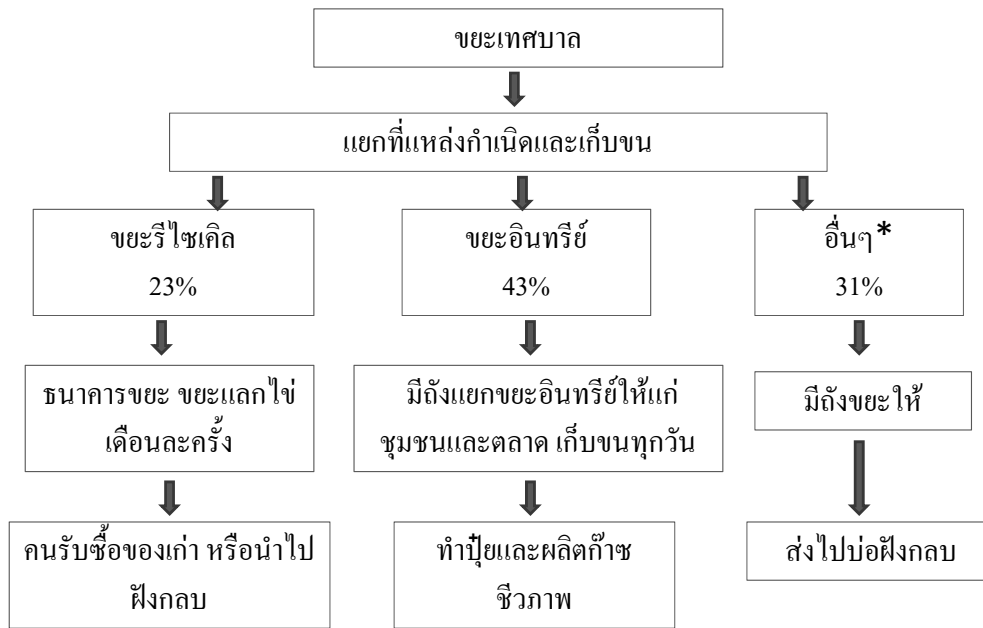 ขยะเทศบาล
แยกที่แหล่งกำเนิดและเก็บขน
ขยะรีไซเคิล
23%
ขยะอินทรีย์
43%
อื่นๆ*
31%
ธนาคารขยะ ขยะแลกไข่
เดือนละครั้ง
มีถังแยกขยะอินทรีย์ให้แก่
ชุมชนและตลาด เก็บขนทุกวัน
มีถังขยะให้
คนรับซื้อของเก่า หรือนำไป
ฝังกลบ
ทำปุ๋ยและผลิตก๊าซ
ชีวภาพ
ส่งไปบ่อฝังกลบ